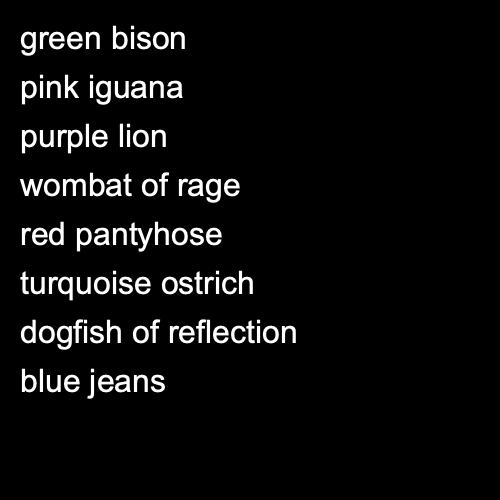 green bison
pink iguana
purple lion
wombat of rage
red pantyhose
turquoise ostrich
dogfish of reflection
blue jeans